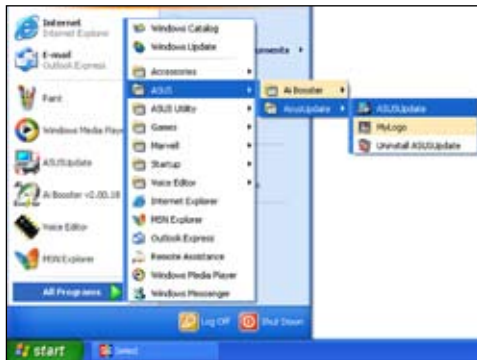 Internet
Internet Explorer
E-mail
Outlook Express
Paint
Windows Media Player
ASUSUpdate
Ai Booster v2.00.18
Voice Editor
MSN Explorer
All Programs
Windows Catalog
Windows Update
Accessories
ASUS
ASUS Utility
Games
Marvell
Startup
Voice Editor
Internet Explorer
MSN Explorer
Outlook Express
Remote Assistance
Windows Media Player
Windows Messenger
Ai Booster
AsusUpdate
ASUSUpdate
MyLogo
Uninstall ASUSUpdate
Log Off
Shut Down
start